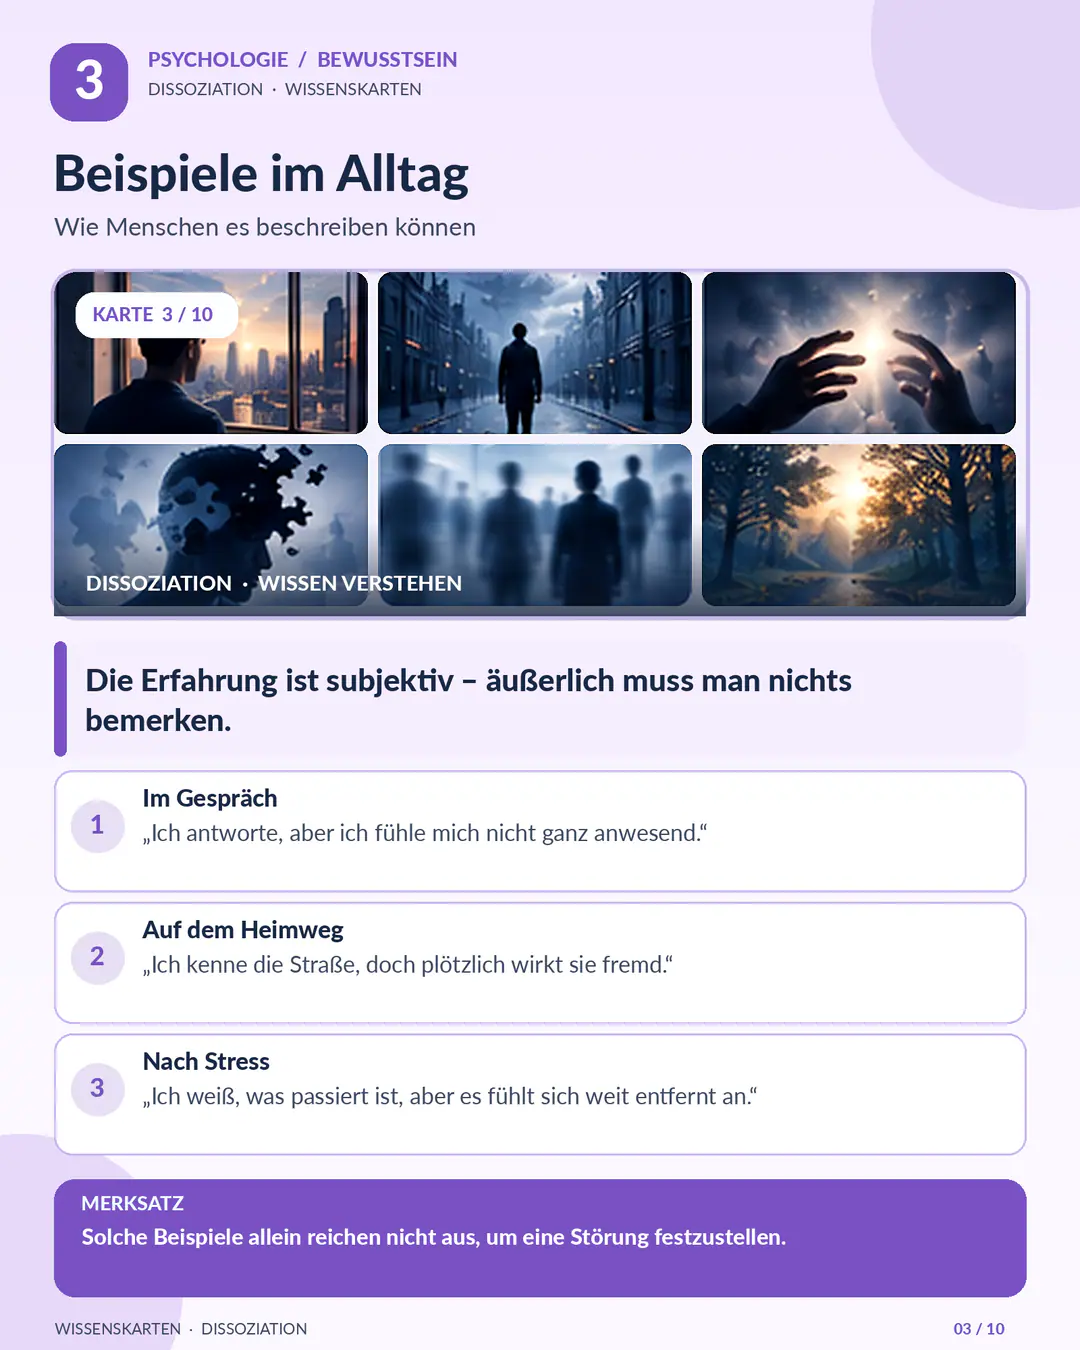 3
PSYCHOLOGIE / BEWUSSTSEIN
DISSOZIATION · WISSENSKARTEN
Beispiele im Alltag
Wie Menschen es beschreiben können
KARTE 3 / 10
DISSOZIATION · WISSEN VERSTEHEN
Die Erfahrung ist subjektiv – äußerlich muss man nichts
bemerken.
1
Im Gespräch
„Ich antworte, aber ich fühle mich nicht ganz anwesend.“
2
Auf dem Heimweg
„Ich kenne die Straße, doch plötzlich wirkt sie fremd.“
3
Nach Stress
„Ich weiß, was passiert ist, aber es fühlt sich weit entfernt an.“
MERKSATZ
Solche Beispiele allein reichen nicht aus, um eine Störung festzustellen.
WISSENSKARTEN · DISSOZIATION
03 / 10